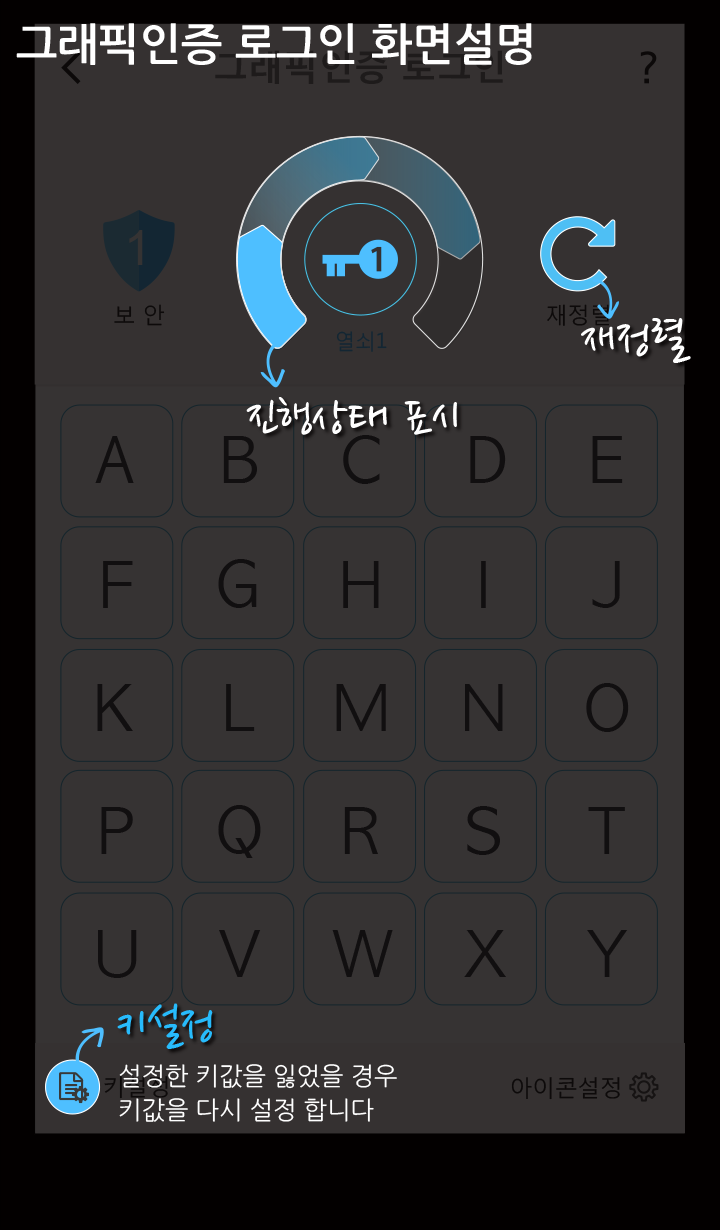 그래픽인증 로그인 화면설명
그래픽인증 로그인
?
1
보 안
1
열쇠1
재정렬
재정렬
진행상태 표시
A B C D E
F G H I J
K L M N O
P Q R S T
U V W X Y
키설정
키설정
설정한 키값을 잃었을 경우
키값을 다시 설정 합니다
아이콘설정